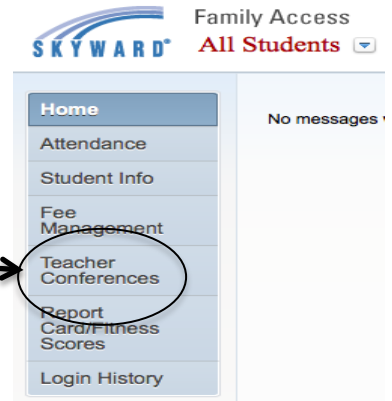 Family Access
SKYWARD®
All Students
Home
No messages
Attendance
Student Info
Fee
Management
Teacher
Conferences
Report
Card/Fitness
Scores
Login History